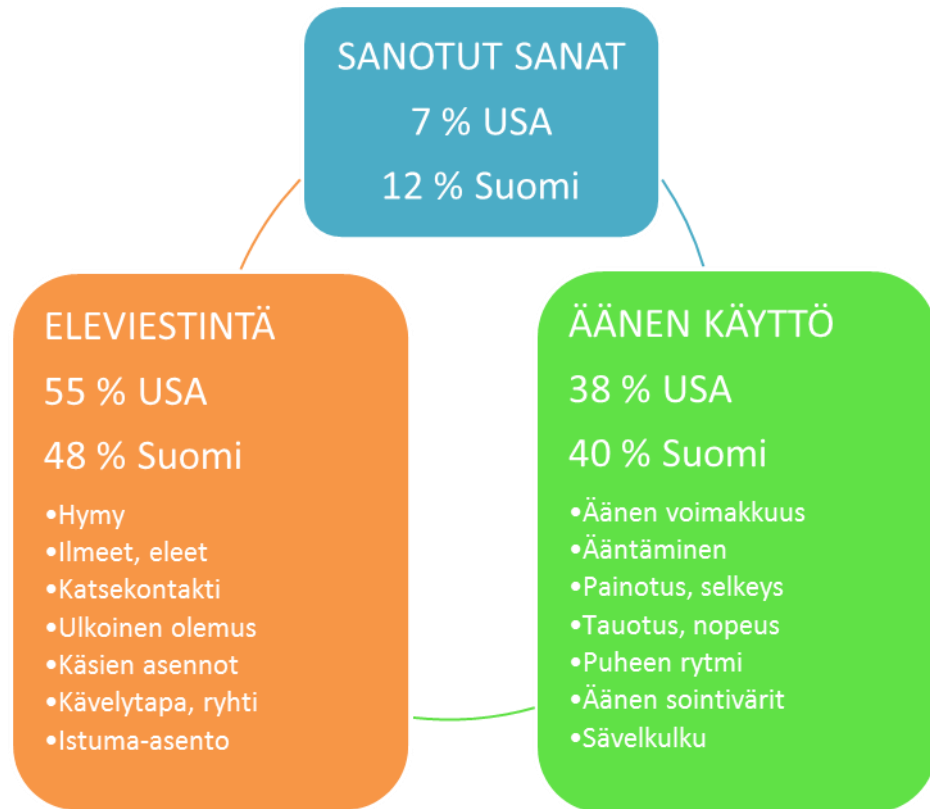 SANOTUT SANAT
7 % USA
12 % Suomi
ELEVIESTINTÄ
55 % USA
48 % Suomi
•Hymy
•Ilmeet, eleet
•Katsekontakti
•Ulkoinen olemus
•Käsien asennot
•Kävelytapa, ryhti
•Istuma-asento
ÄÄNEN KÄYTTÖ
38 % USA
40 % Suomi
•Äänen voimakkuus
•Ääntäminen
•Painotus, selkeys
•Tauotus, nopeus
•Puheen rytmi
•Äänen sointivärit
•Sävelkulku